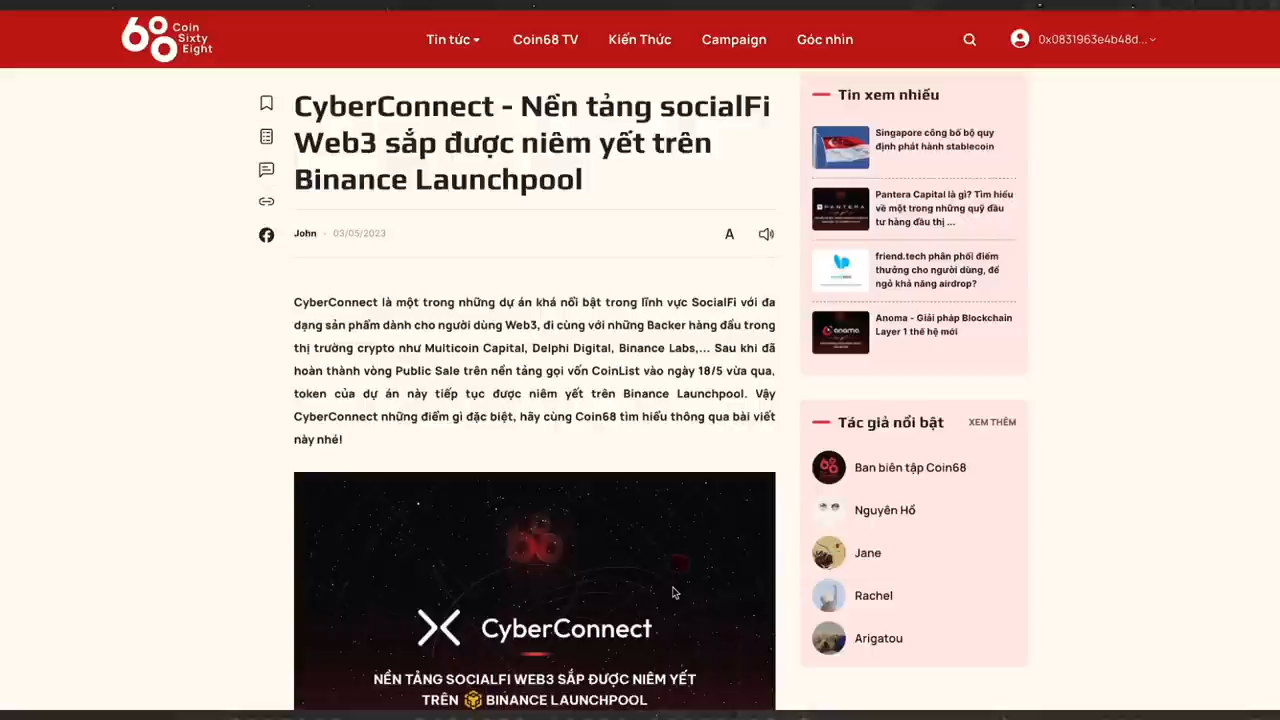 Coin
Sixty
Eight
Tin tức
Coin68 TV
Kiến Thức
Campaign
Góc nhìn
0x0831963e4b48d...
CyberConnect - Nền tảng socialFi
Web3 sắp được niêm yết trên
Binance Launchpool
John - 03/05/2023
A
CyberConnect là một trong những dự án khá nổi bật trong lĩnh vực SocialFi với đa
dạng sản phẩm dành cho người dùng Web3, đi cùng với những Backer hàng đầu trong
thị trường crypto như Multicoin Capital, Delphi Digital, Binance Labs,... Sau khi đã
hoàn thành vòng Public Sale trên nền tảng gọi vốn CoinList vào ngày 18/5 vừa qua,
token của dự án này tiếp tục được niêm yết trên Binance Launchpool. Vậy
CyberConnect những điểm gì đặc biệt, hãy cùng Coin68 tìm hiểu thông qua bài viết
này nhé!
CyberConnect
NỀN TẢNG SOCIALFI WEB3 SẮP ĐƯỢC NIÊM YẾT
TRÊN BINANCE LAUNCHPOOL
Tin xem nhiều
Singapore công bố bộ quy
định phát hành stablecoin
PANTERA
Pantera Capital là gì? Tìm hiểu
về một trong những quỹ đầu
tư hàng đầu thị ...
friend.tech phân phối điểm
thưởng cho người dùng, để
ngỏ khả năng airdrop?
anoma
Anoma - Giải pháp Blockchain
Layer 1 thế hệ mới
Tác giả nổi bật
XEM THÊM
Ban biên tập Coin68
Nguyên Hồ
Jane
Rachel
Arigatou